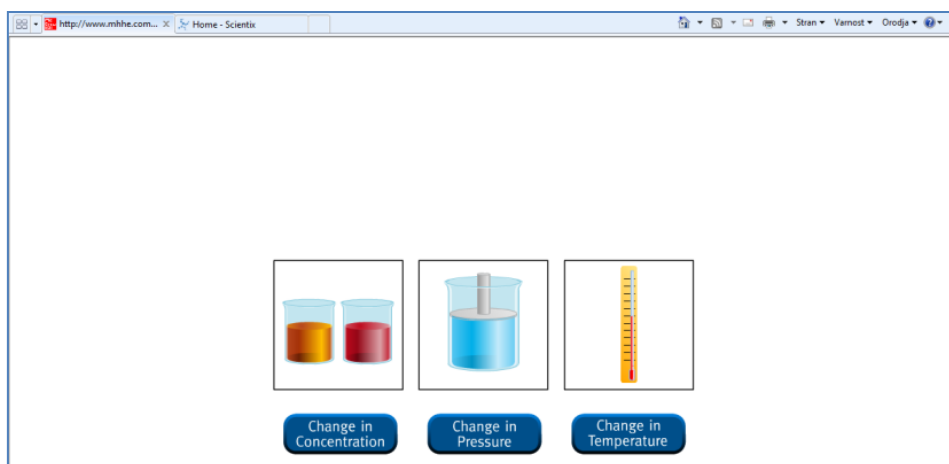 http://www.mhhe.com... X Home - Scientix Stran Varnost Orodja
Change in
Concentration
Change in
Pressure
Change in
Temperature